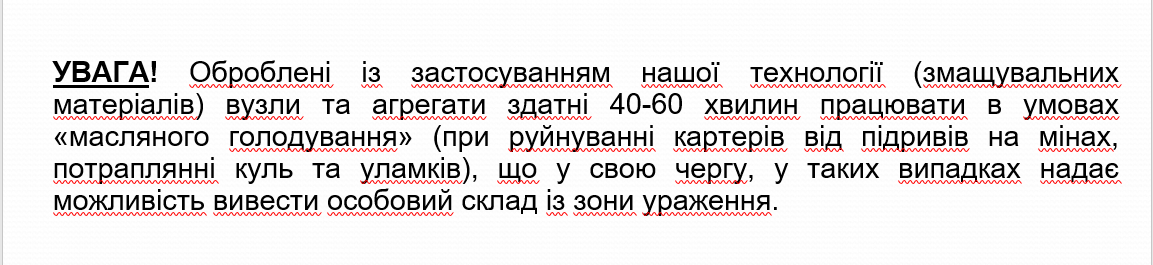 УВАГА! Оброблені із застосуванням нашої технології (змащувальних
матеріалів) вузли та агрегати здатні 40-60 хвилин працювати в умовах
«масляного голодування» (при руйнуванні картерів від підривів на мінах,
потраплянні куль та уламків), що у свою чергу, у таких випадках надає
можливість вивести особовий склад із зони ураження.